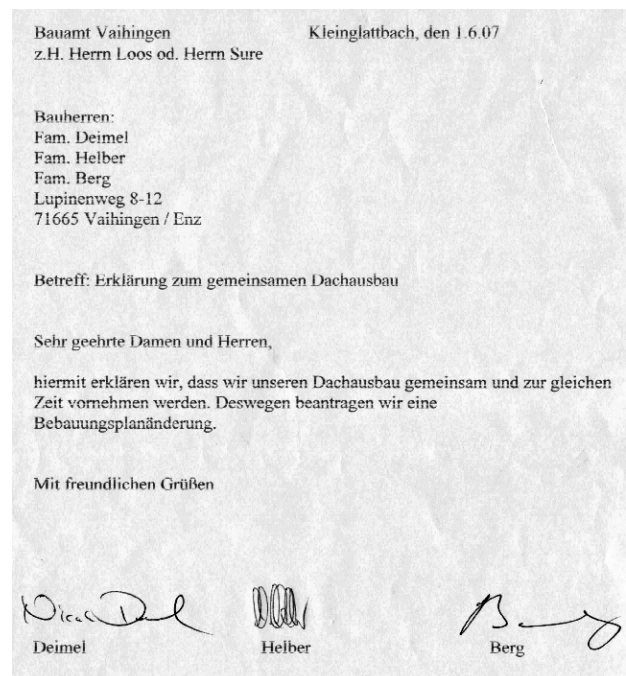 Bauamt Vaihingen Kleinglattbach, den 1.6.07
z.H. Herrn Loos od. Herrn Sure
Bauherren:
Fam. Deimel
Fam. Helber
Fam. Berg
Lupinenweg 8-12
71665 Vaihingen / Enz
Betreff: Erklärung zum gemeinsamen Dachausbau
Sehr geehrte Damen und Herren,
hiermit erklären wir, dass wir unseren Dachausbau gemeinsam und zur gleichen
Zeit vornehmen werden. Deswegen beantragen wir eine
Bebauungsplanänderung.
Mit freundlichen Grüßen
Deimel Helber Berg